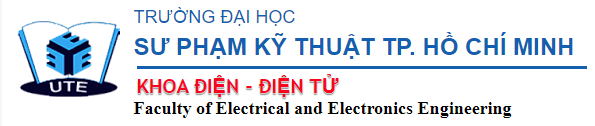 TRƯỜNG ĐẠI HỌC
SƯ PHẠM KỸ THUẬT TP. HỒ CHÍ MINH
KHOA ĐIỆN - ĐIỆN TỬ
Faculty of Electrical and Electronics Engineering
UTE